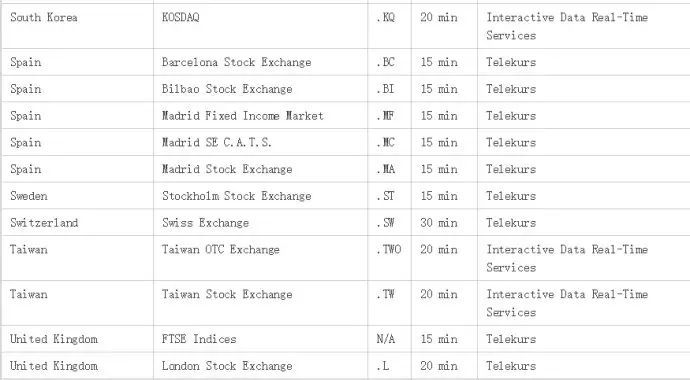 South Korea KOSDAQ .KQ 20 min Interactive Data Real-Time
Services
Spain Barcelona Stock Exchange .BC 15 min Telekurs
Spain Bilbao Stock Exchange .BI 15 min Telekurs
Spain Madrid Fixed Income Market .MF 15 min Telekurs
Spain Madrid SE C.A.T.S. .MC 15 min Telekurs
Spain Madrid Stock Exchange .MA 15 min Telekurs
Sweden Stockholm Stock Exchange .ST 15 min Telekurs
Switzerland Swiss Exchange .SW 30 min Telekurs
Taiwan Taiwan OTC Exchange .TWO 20 min Interactive Data Real-Time
Services
Taiwan Taiwan Stock Exchange .TW 20 min Interactive Data Real-Time
Services
United Kingdom FTSE Indices N/A 15 min Telekurs
United Kingdom London Stock Exchange .L 20 min Telekurs